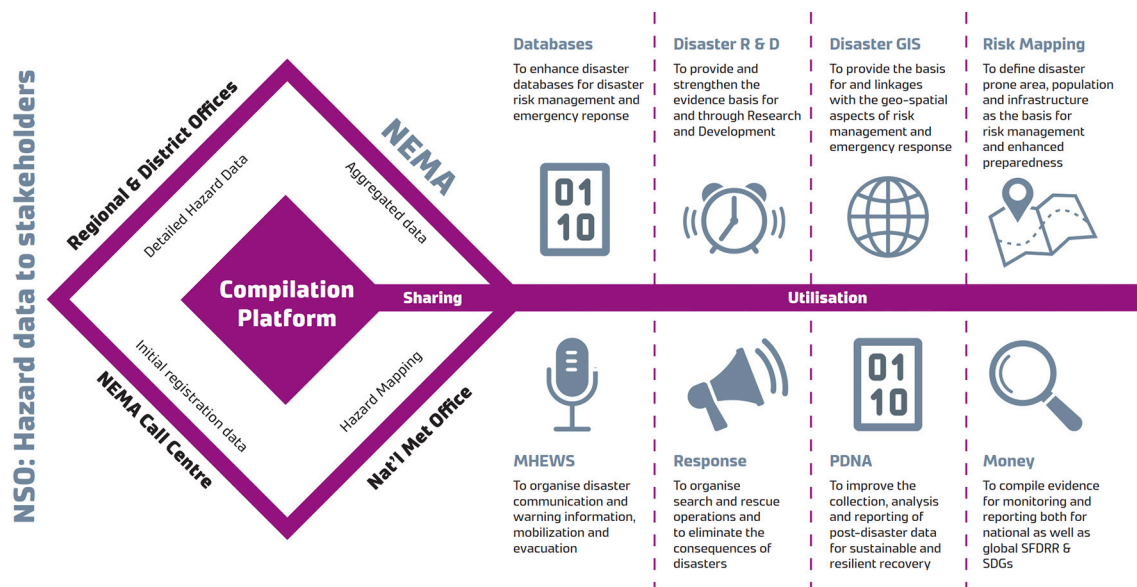 NSO: Hazard data to stakeholders
Regional & District Offices
Detailed Hazard Data
NEMA
Aggregated data
Compilation
Platform
Initial registration data
NEMA Call Centre
Hazard Mapping
Nat'l Met Office
Sharing
Utilisation
Databases
To enhance disaster
databases for disaster
risk management and
emergency reponse
01
10
Disaster R & D
To provide and
strengthen the
evidence basis for
and through Research
and Development
Disaster GIS
To provide the basis
for and linkages
with the geo-spatial
aspects of risk
management and
emergency response
Risk Mapping
To define disaster
prone area, population
and infrastructure
as the basis for
risk management
and enhanced
preparedness
MHEWS
To organise disaster
communication and
warning information,
mobilization and
evacuation
Response
To organise
search and rescue
operations and
to eliminate the
consequences of
disasters
01
10
PDNA
To improve the
collection, analysis
and reporting of
post-disaster data
for sustainable and
resilient recovery
Money
To compile evidence
for monitoring and
reporting both for
national as well as
global SFDRR &
SDGs